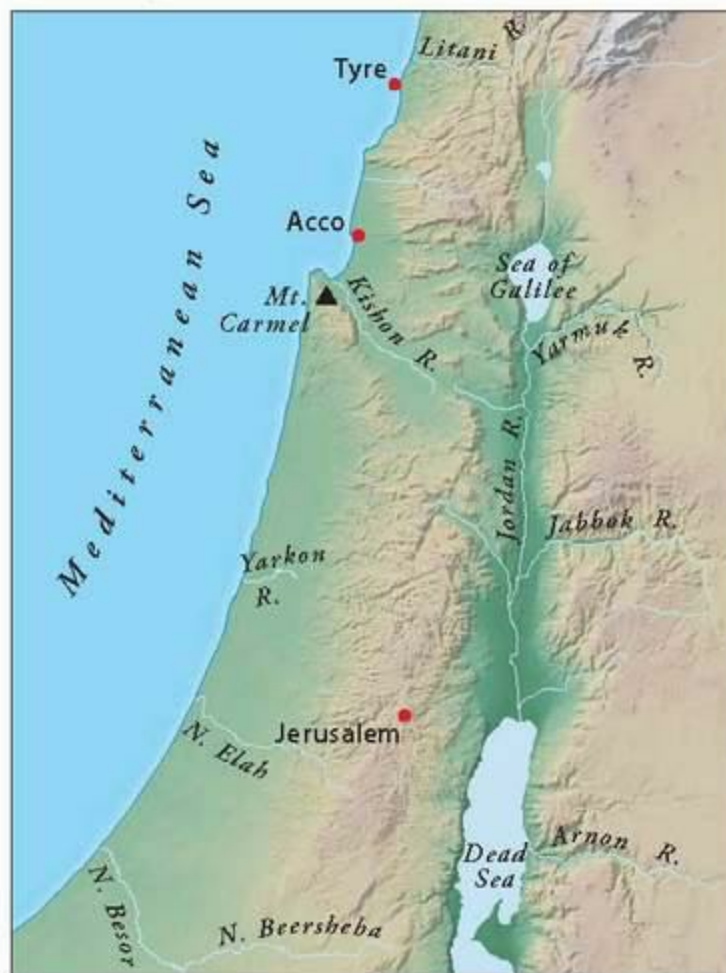 Litani R.
Tyre
Mediterranean Sea
Acco
Sea of
Galilee
Mt.
Carmel
Kishon R.
Yarmuk R.
Jordan R.
Jabbok R.
Yarkon
R.
Jerusalem
N. Elah
Arnon R.
Dead
Sea
N. Besor
N. Beersheba